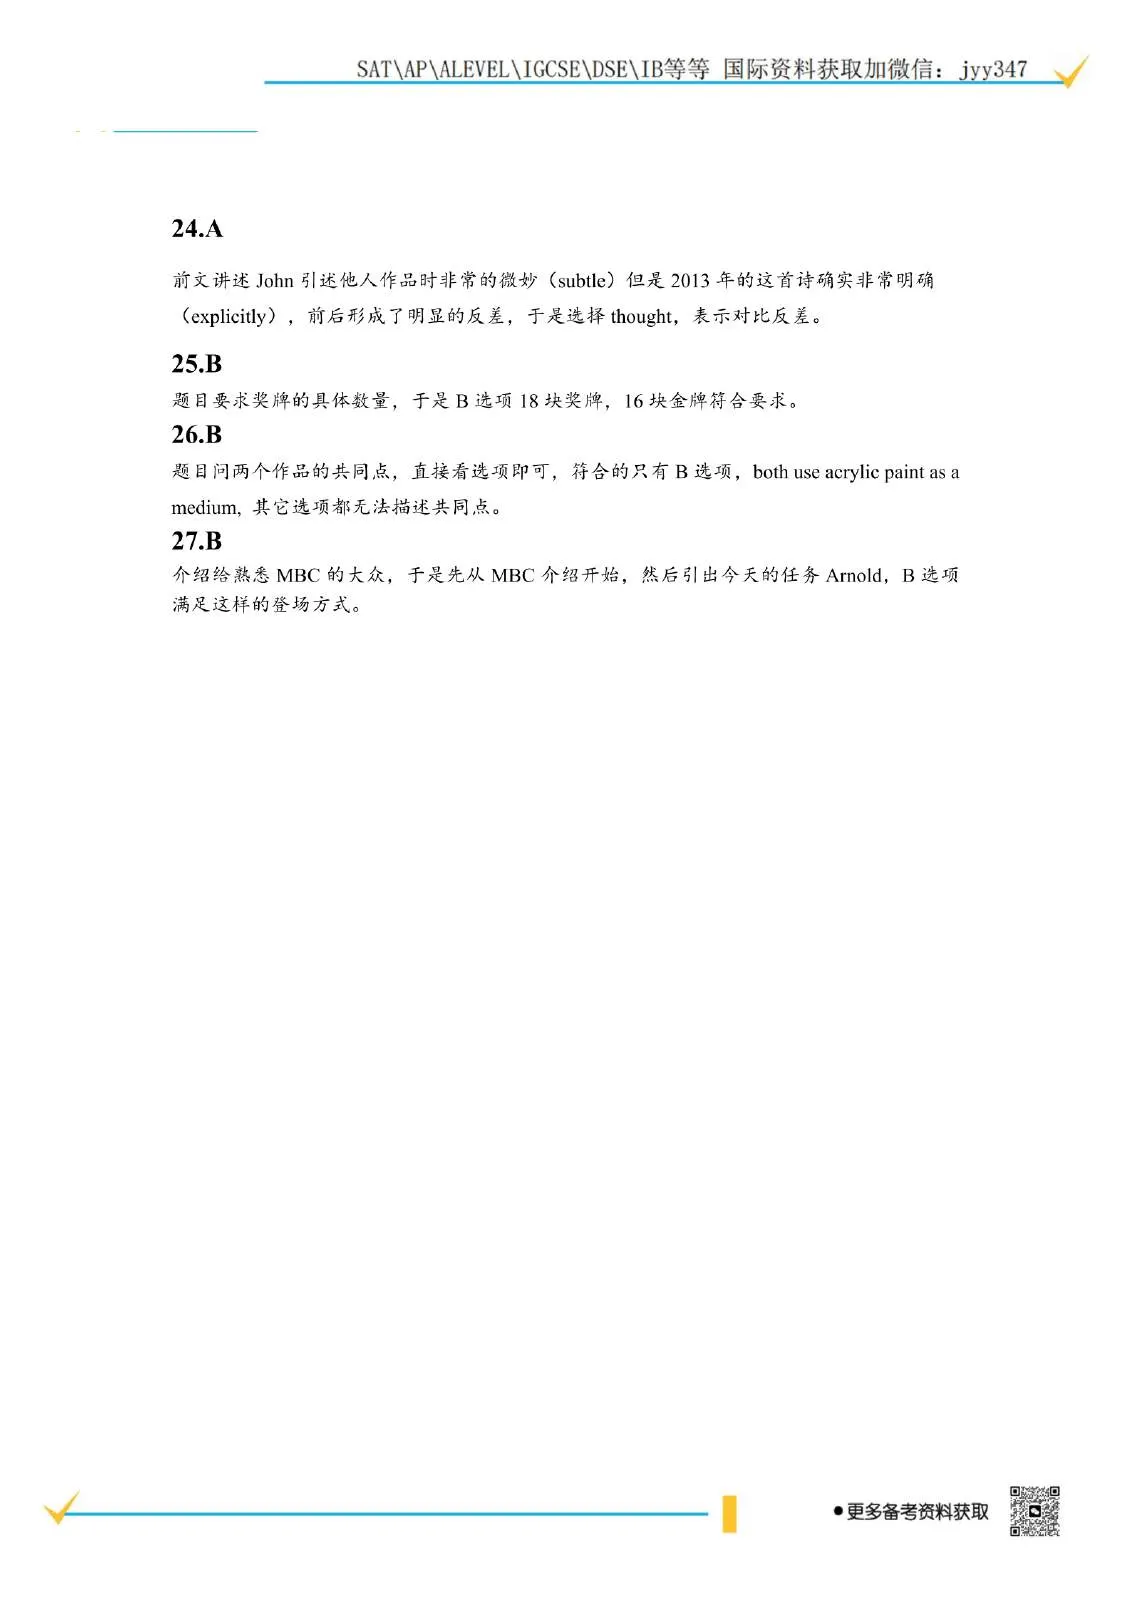 SAT\AP\ALEVEL\IGCSE\DSE\IB等等 国际资料获取加微信：jyy347
24.A
前文讲述 John 引述他人作品时非常的微妙（subtle）但是 2013 年的这首诗确实非常明确
（explicitly），前后形成了明显的反差，于是选择 thought，表示对比反差。
25.B
题目要求奖牌的具体数量，于是 B 选项 18 块奖牌，16 块金牌符合要求。
26.B
题目问两个作品的共同点，直接看选项即可，符合的只有 B 选项，both use acrylic paint as a
medium, 其它选项都无法描述共同点。
27.B
介绍给熟悉 MBC 的大众，于是先从 MBC 介绍开始，然后引出今天的任务 Arnold，B 选项
满足这样的登场方式。
●更多备考资料获取